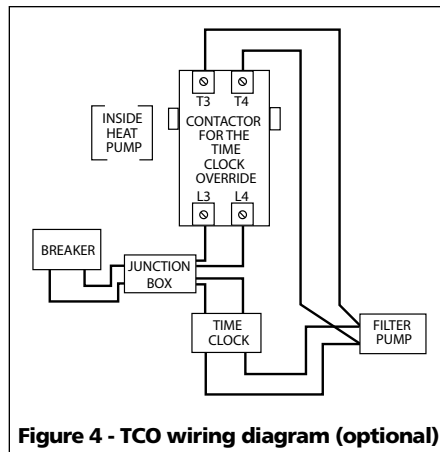 T3 T4
INSIDE
HEAT
PUMP
CONTACTOR
FOR THE
TIME
CLOCK
OVERRIDE
L3 L4
BREAKER
JUNCTION
BOX
TIME
CLOCK
FILTER
PUMP
Figure 4 - TCO wiring diagram (optional)